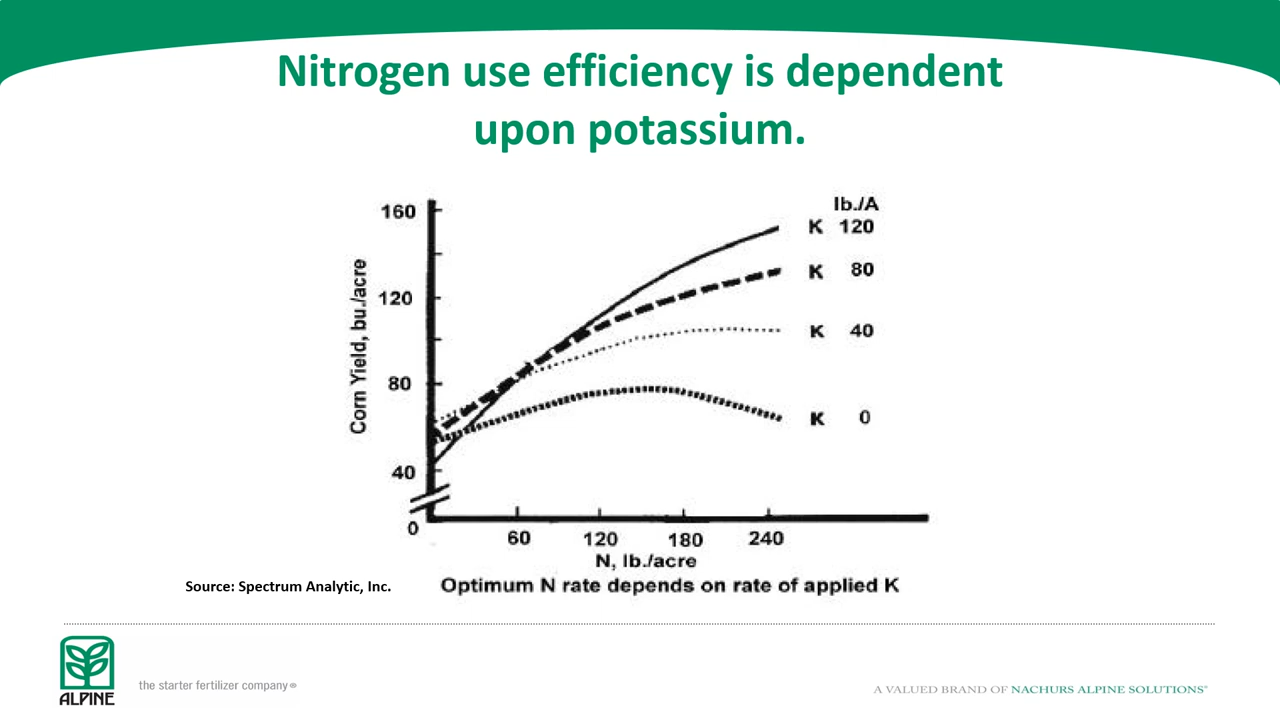 Nitrogen use efficiency is dependent
upon potassium.
lb./A
160
K 120
K 80
120
K 40
80
K 0
40
0
Corn Yield, bu./acre
60 120 180 240
N, lb./acre
Source: Spectrum Analytic, Inc.
Optimum N rate depends on rate of applied K
ALPINE
the starter fertilizer company®
A VALUED BRAND OF NACHURS ALPINE SOLUTIONS®